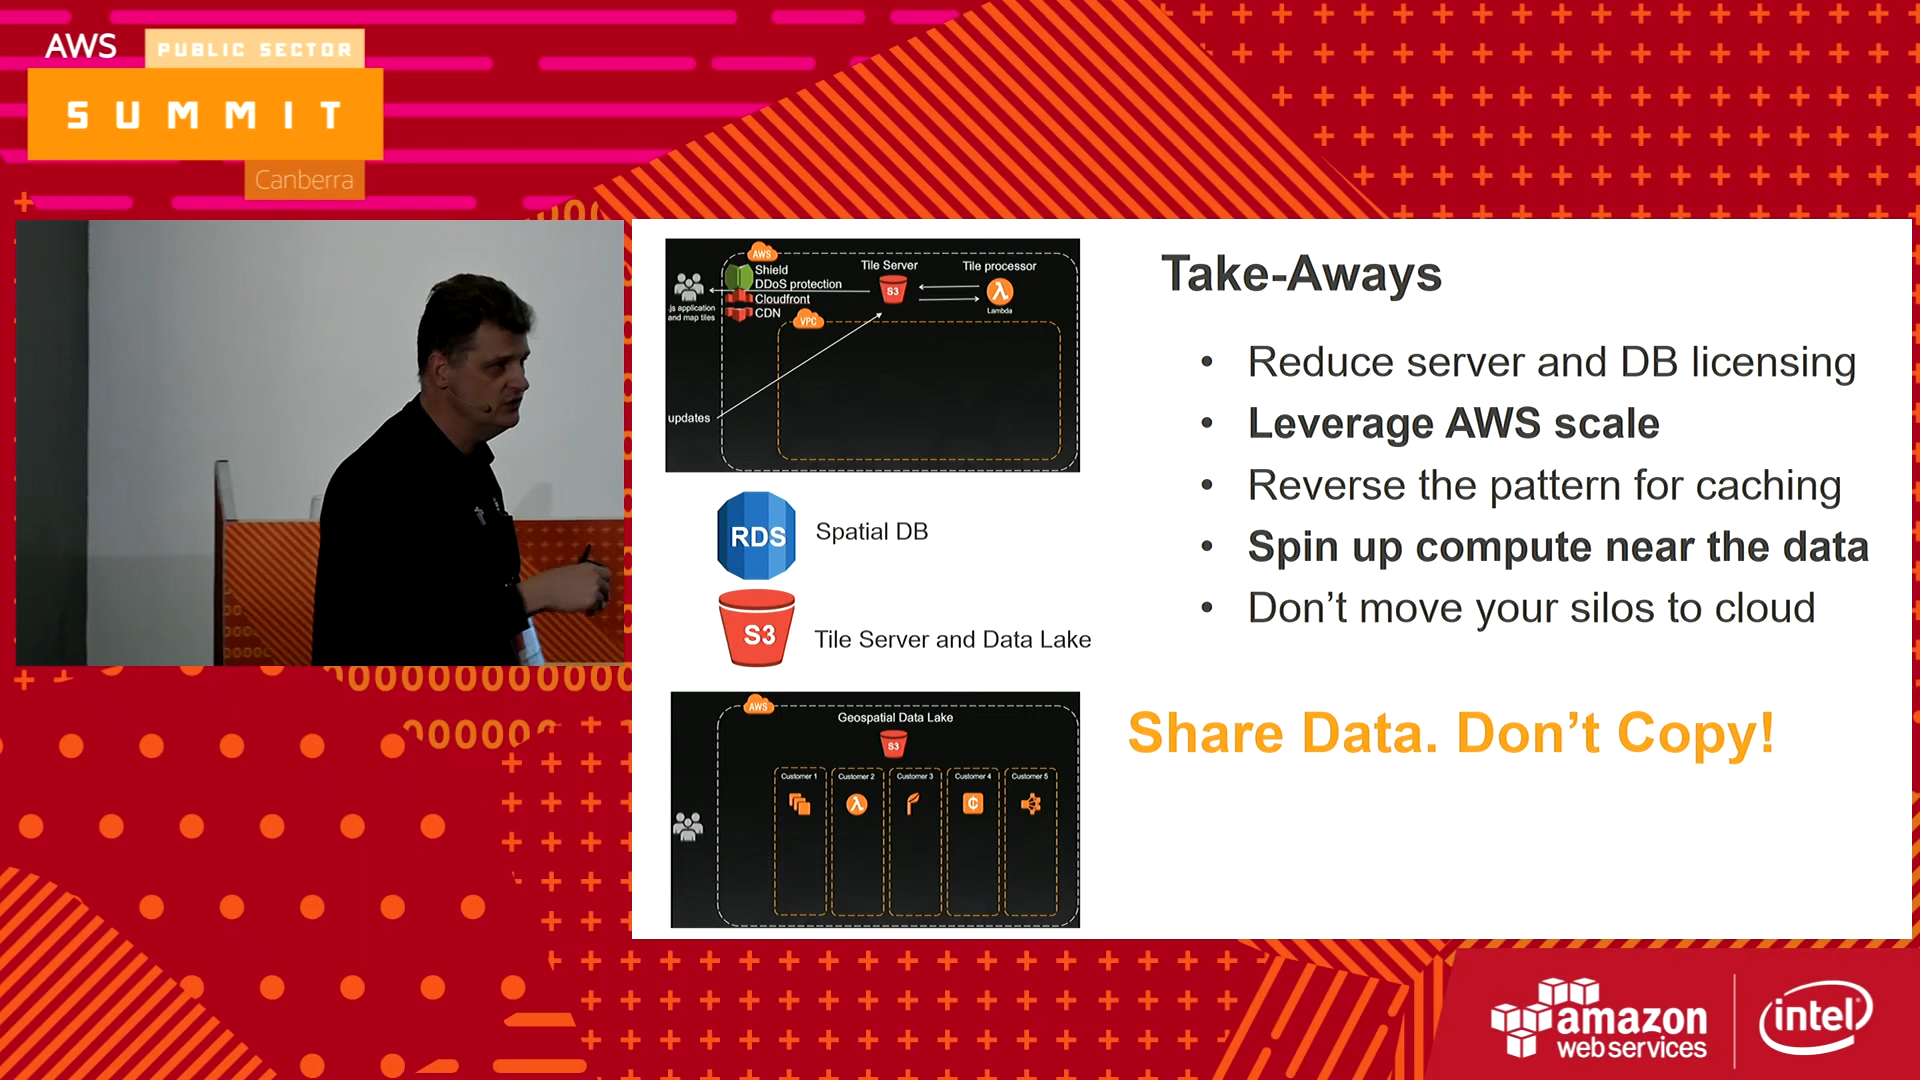 AWS
PUBLIC SECTOR
SUMMIT
Canberra
AWS
Shield
DDoS protection
Cloudfront
CDN
Tile Server
S3
Tile processor
Lambda
.js application
and map tiles
VPC
updates
RDS
Spatial DB
S3
Tile Server and Data Lake
AWS
Geospatial Data Lake
S3
Customer 1
Customer 2
Customer 3
Customer 4
Customer 5
Take-Aways
• Reduce server and DB licensing
• Leverage AWS scale
• Reverse the pattern for caching
• Spin up compute near the data
• Don’t move your silos to cloud
Share Data. Don’t Copy!
amazon
web services
intel